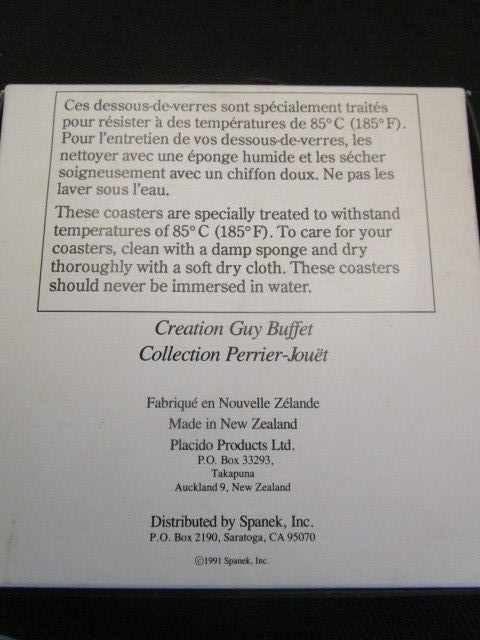 Ces dessous-de-verres sont spécialement traités
pour résister à des températures de 85°C (185°F).
Pour l'entretien de vos dessous-de-verres, les
nettoyer avec une éponge humide et les sécher
soigneusement avec un chiffon doux. Ne pas les
laver sous l'eau.
These coasters are specially treated to withstand
temperatures of 85°C (185°F). To care for your
coasters, clean with a damp sponge and dry
thoroughly with a soft dry cloth. These coasters
should never be immersed in water.
Creation Guy Buffet
Collection Perrier-Jouët
Fabriqué en Nouvelle Zélande
Made in New Zealand
Placido Products Ltd.
P.O. Box 33293,
Takapuna
Auckland 9, New Zealand
Distributed by Spanek, Inc.
P.O. Box 2190, Saratoga, CA 95070
©1991 Spanek, Inc.